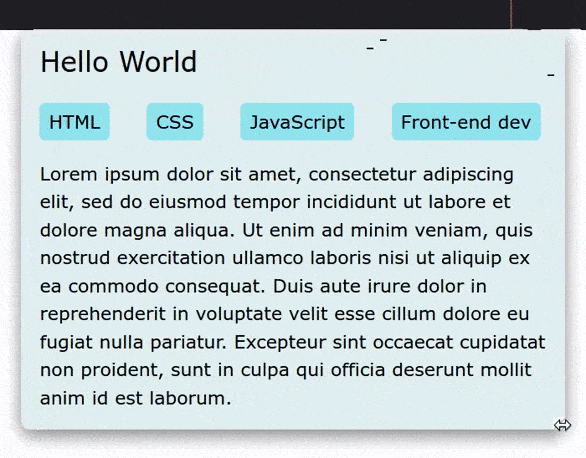 Hello World
HTML CSS JavaScript Front-end dev
Lorem ipsum dolor sit amet, consectetur adipiscing
elit, sed do eiusmod tempor incididunt ut labore et
dolore magna aliqua. Ut enim ad minim veniam, quis
nostrud exercitation ullamco laboris nisi ut aliquip ex
ea commodo consequat. Duis aute irure dolor in
reprehenderit in voluptate velit esse cillum dolore eu
fugiat nulla pariatur. Excepteur sint occaecat cupidatat
non proident, sunt in culpa qui officia deserunt mollit
anim id est laborum.